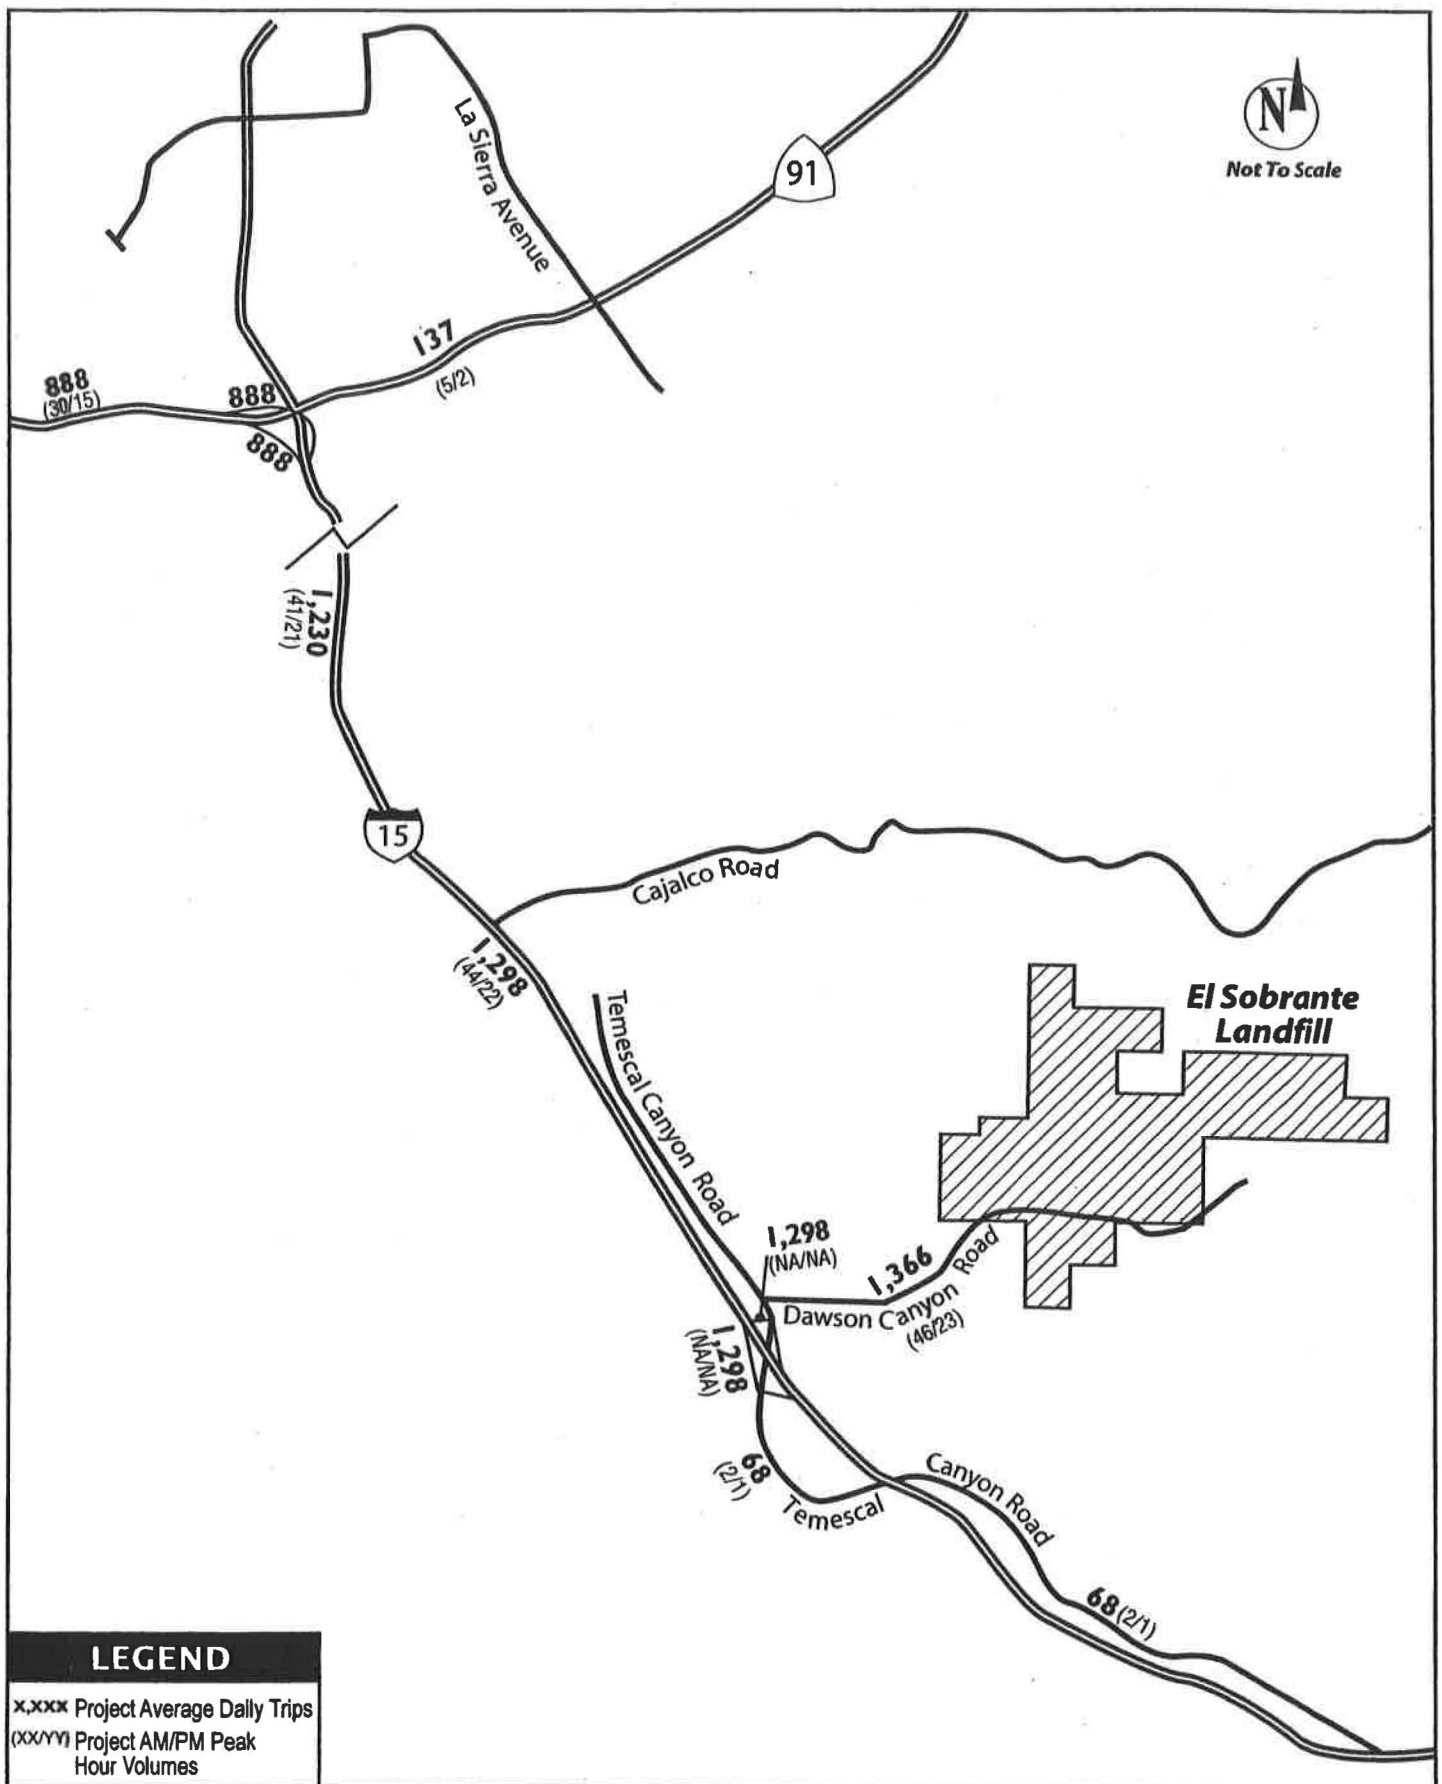 N
Not To Scale
La Sierra Avenue
91
137
(5/2)
888
(30/15)
888
888
1,230
(41/21)
15
Cajalco Road
1,298
(44/22)
El Sobrante
Landfill
Temescal Canyon Road
1,298
(NA/NA)
1,366
Dawson Canyon Road
(46/23)
1,298
(NA/NA)
68
(2/1)
Temescal
Canyon Road
68 (2/1)
LEGEND
x,xxx Project Average Daily Trips
(XX/YY) Project AM/PM Peak
Hour Volumes